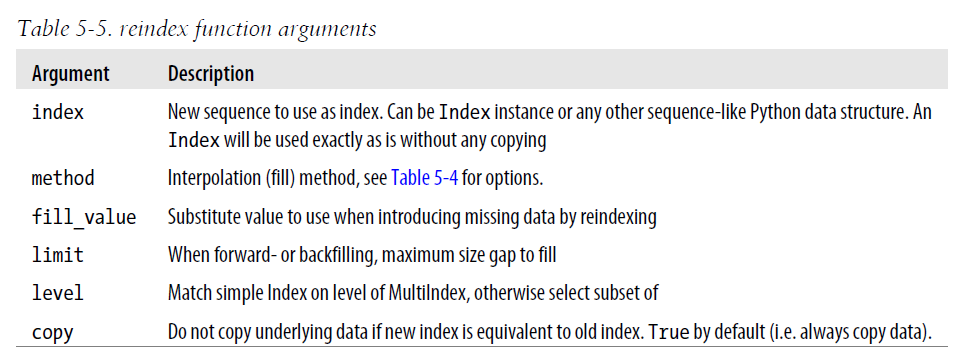 Table 5-5. reindex function arguments
Argument Description
index New sequence to use as index. Can be Index instance or any other sequence-like Python data structure. An
Index will be used exactly as is without any copying
method Interpolation (fill) method, see Table 5-4 for options.
fill_value Substitute value to use when introducing missing data by reindexing
limit When forward- or backfilling, maximum size gap to fill
level Match simple Index on level of MultiIndex, otherwise select subset of
copy Do not copy underlying data if new index is equivalent to old index. True by default (i.e. always copy data).